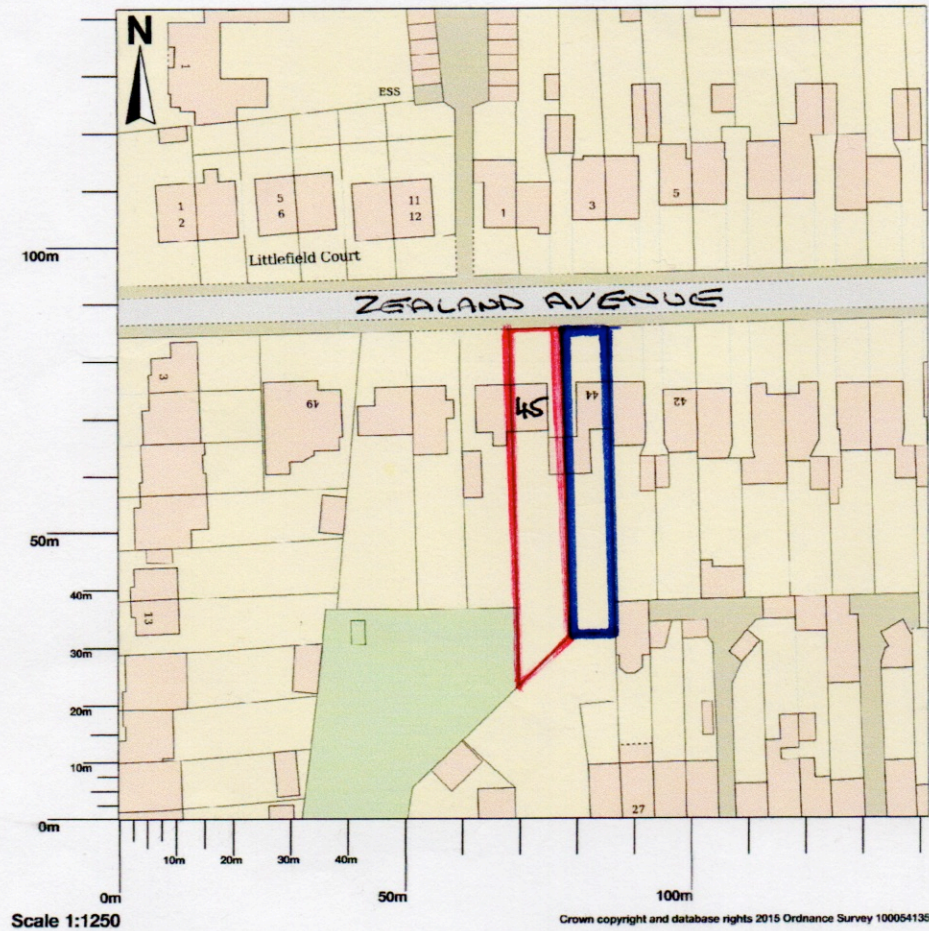 N
1
ESS
1
2
5
6
11
12
1
3
5
Littlefield Court
100m
ZEALAND AVENUE
3
49
45
44
42
50m
40m
13
30m
20m
10m
27
0m
10m
20m
30m
40m
0m
50m
100m
Scale 1:1250
Crown copyright and database rights 2015 Ordnance Survey 100054135